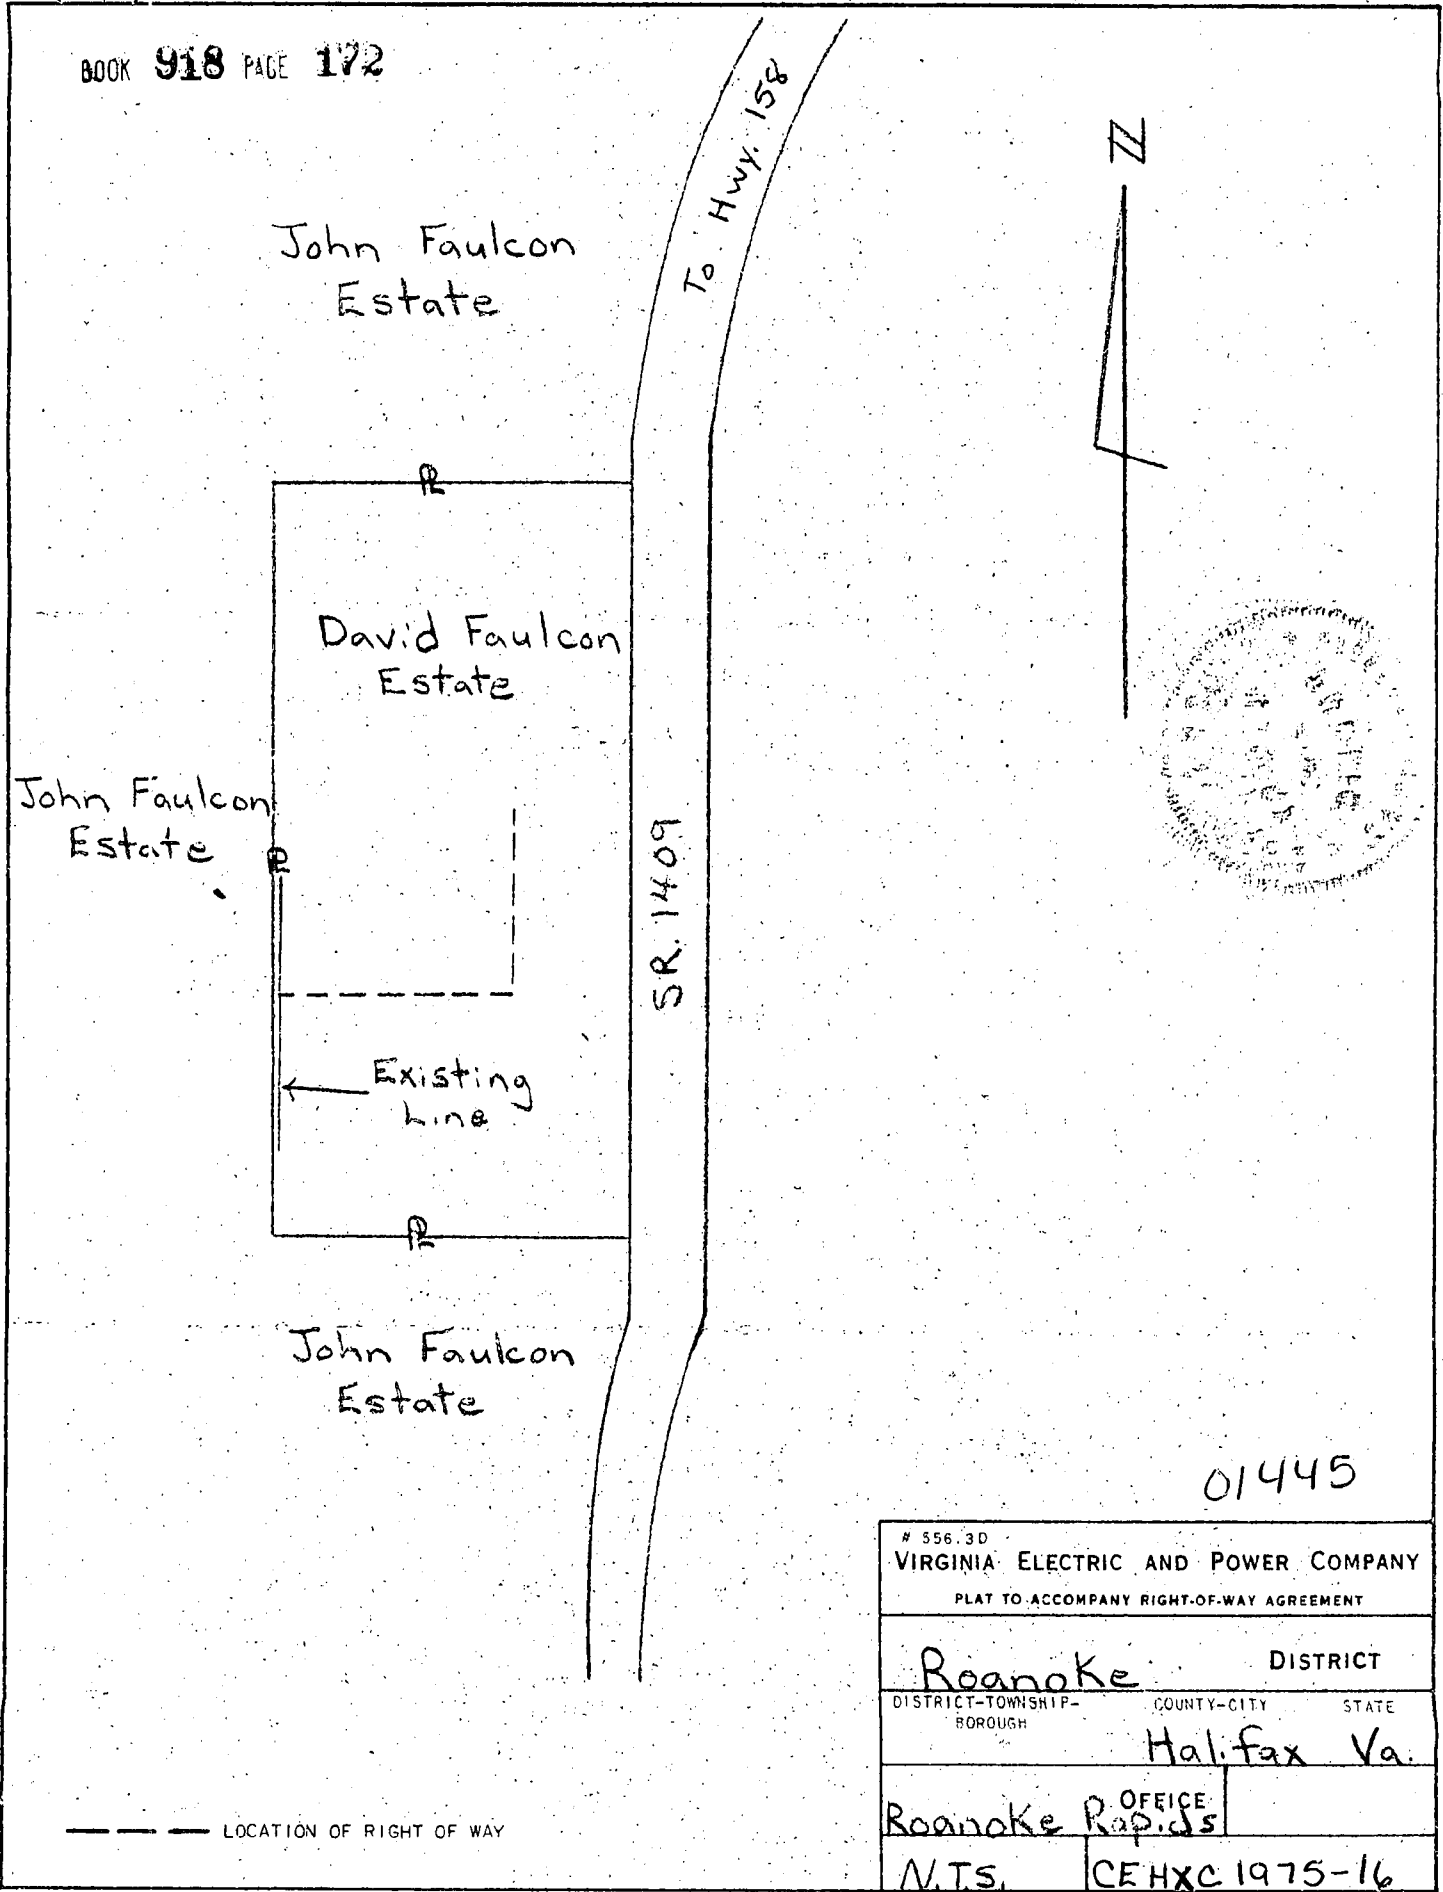 BOOK 918 PAGE 172
To Hwy. 158
N
John Faulcon
Estate
PL
David Faulcon
Estate
John Faulcon
Estate
PL
S.R. 1409
Existing
Line
PL
John Faulcon
Estate
01445
# 556.3D
VIRGINIA ELECTRIC AND POWER COMPANY
PLAT TO ACCOMPANY RIGHT-OF-WAY AGREEMENT
Roanoke DISTRICT
DISTRICT-TOWNSHIP-BOROUGH COUNTY-CITY STATE
Halifax Va.
Roanoke Rapids OFFICE
N.T.S. CEHXC 1975-16
LOCATION OF RIGHT OF WAY